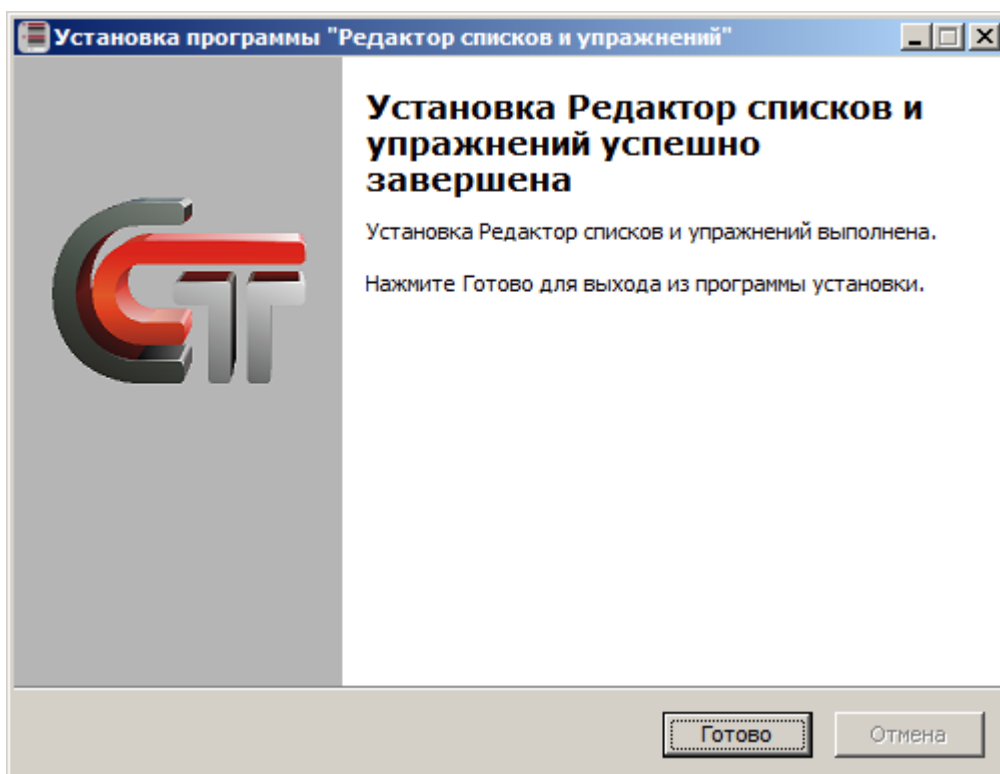 Установка программы "Редактор списков и упражнений"
Установка Редактор списков и
упражнений успешно
завершена
Установка Редактор списков и упражнений выполнена.
Нажмите Готово для выхода из программы установки.
Готово
Отмена